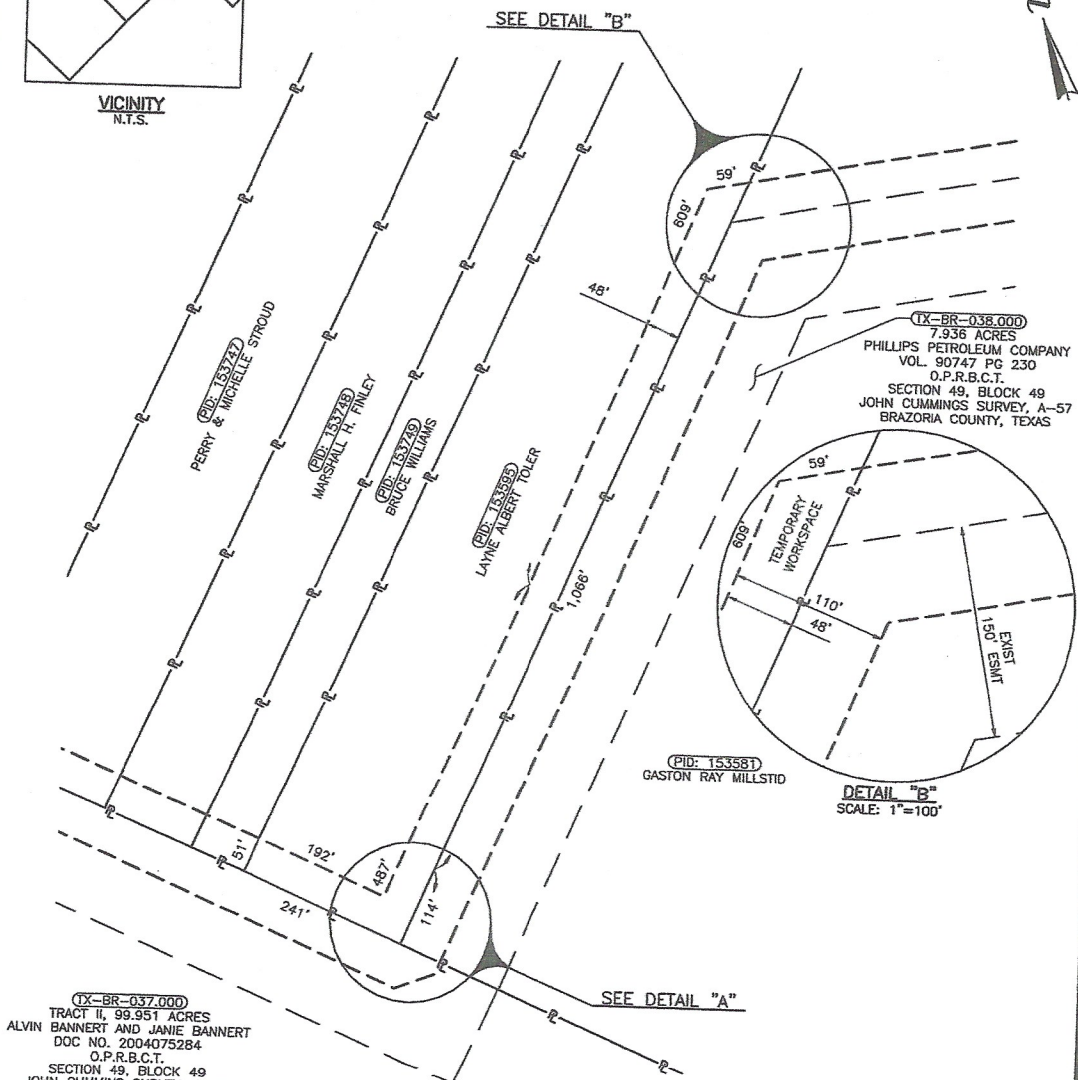 SEE DETAIL "B"
VICINITY
N.T.S.
59'
609'
48'
TX-BR-038.000
7.936 ACRES
PHILLIPS PETROLEUM COMPANY
VOL. 90747 PG 230
O.P.R.B.C.T.
SECTION 49, BLOCK 49
JOHN CUMMINGS SURVEY, A-57
BRAZORIA COUNTY, TEXAS
PID: 153747
PERRY & MICHELLE STROUD
PID: 153748
MARSHALL H. FINLEY
PID: 153749
BRUCE WILLIAMS
PID: 153595
LAYNE ALBERT TOLER
1,066'
59'
609'
TEMPORARY
WORKSPACE
110'
48'
EXIST
150' ESMT
DETAIL "B"
SCALE: 1"=100'
PID: 153581
GASTON RAY MILLSTID
51'
192'
487'
241'
114'
SEE DETAIL "A"
TX-BR-037.000
TRACT II, 99.951 ACRES
ALVIN BANNERT AND JANIE BANNERT
DOC NO. 2004075284
O.P.R.B.C.T.
SECTION 49, BLOCK 49